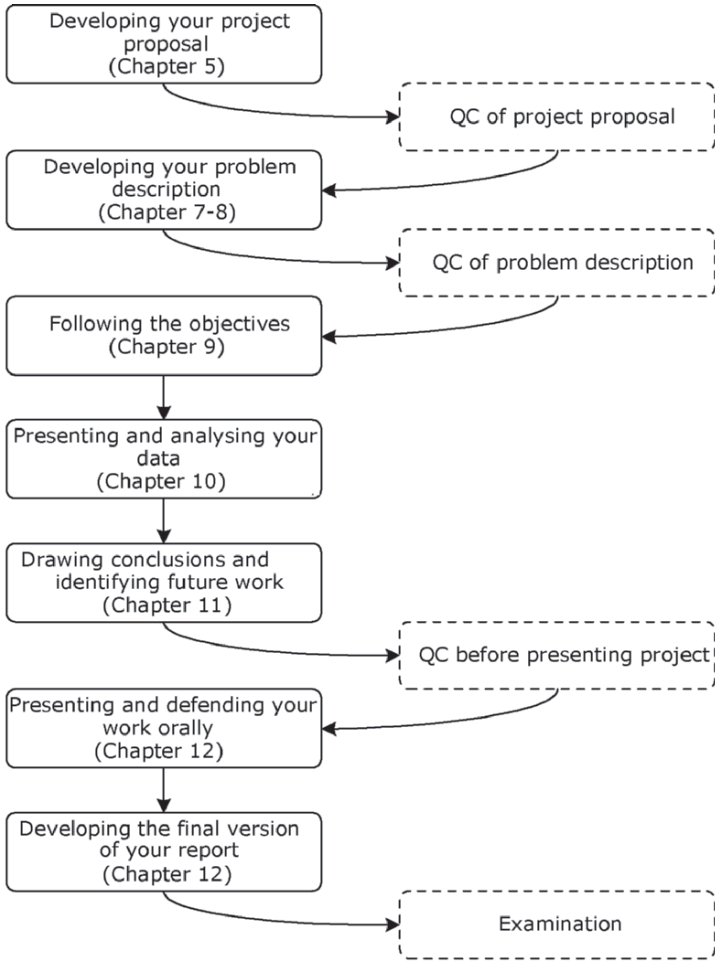 Developing your project
proposal
(Chapter 5)
QC of project proposal
Developing your problem
description
(Chapter 7-8)
QC of problem description
Following the objectives
(Chapter 9)
Presenting and analysing your
data
(Chapter 10)
Drawing conclusions and
identifying future work
(Chapter 11)
QC before presenting project
Presenting and defending your
work orally
(Chapter 12)
Developing the final version
of your report
(Chapter 12)
Examination